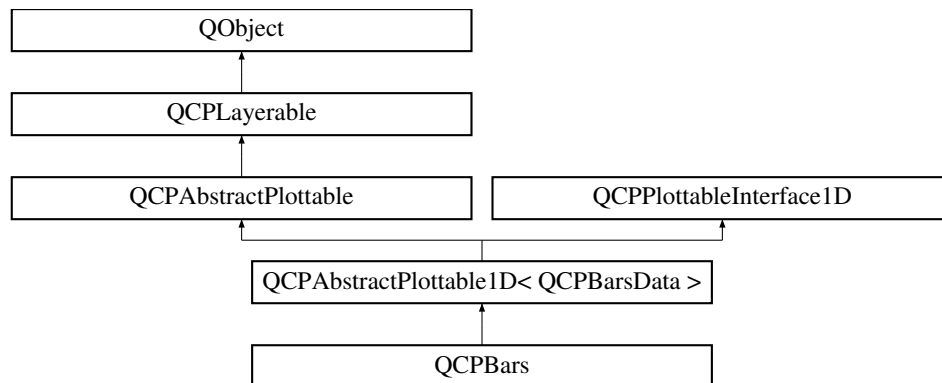 QObject
QCPLayerable
QCPAbstractPlottable
QCPPlottableInterface1D
QCPAbstractPlottable1D< QCPBarsData >
QCPBars